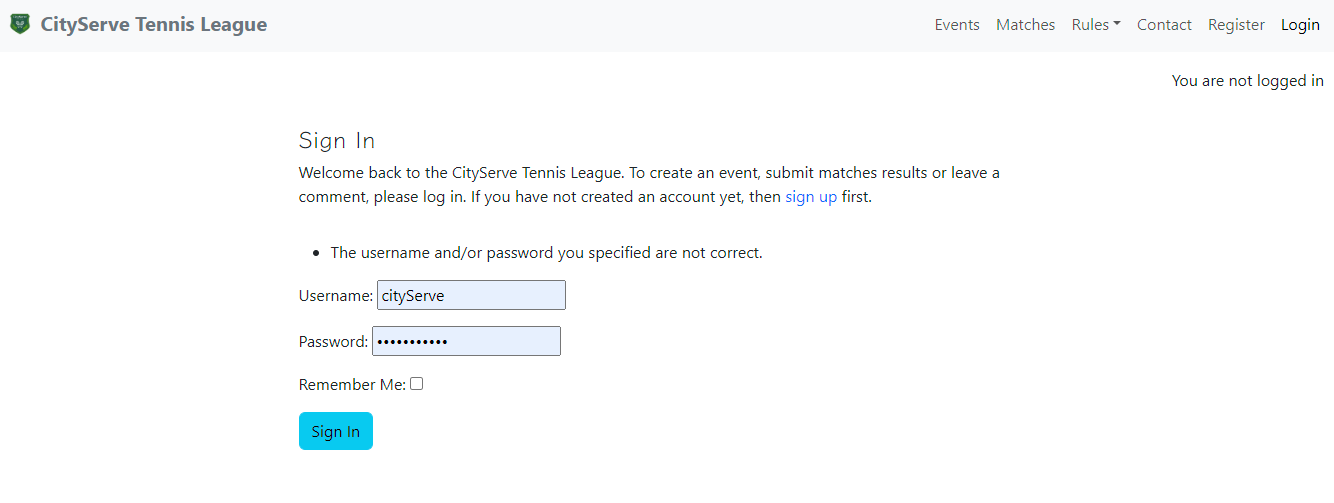 CityServe Tennis League
Events Matches Rules Contact Register Login
You are not logged in
Sign In
Welcome back to the CityServe Tennis League. To create an event, submit matches results or leave a
comment, please log in. If you have not created an account yet, then sign up first.
• The username and/or password you specified are not correct.
Username: cityServe
Password: •••••••••••
Remember Me:
Sign In